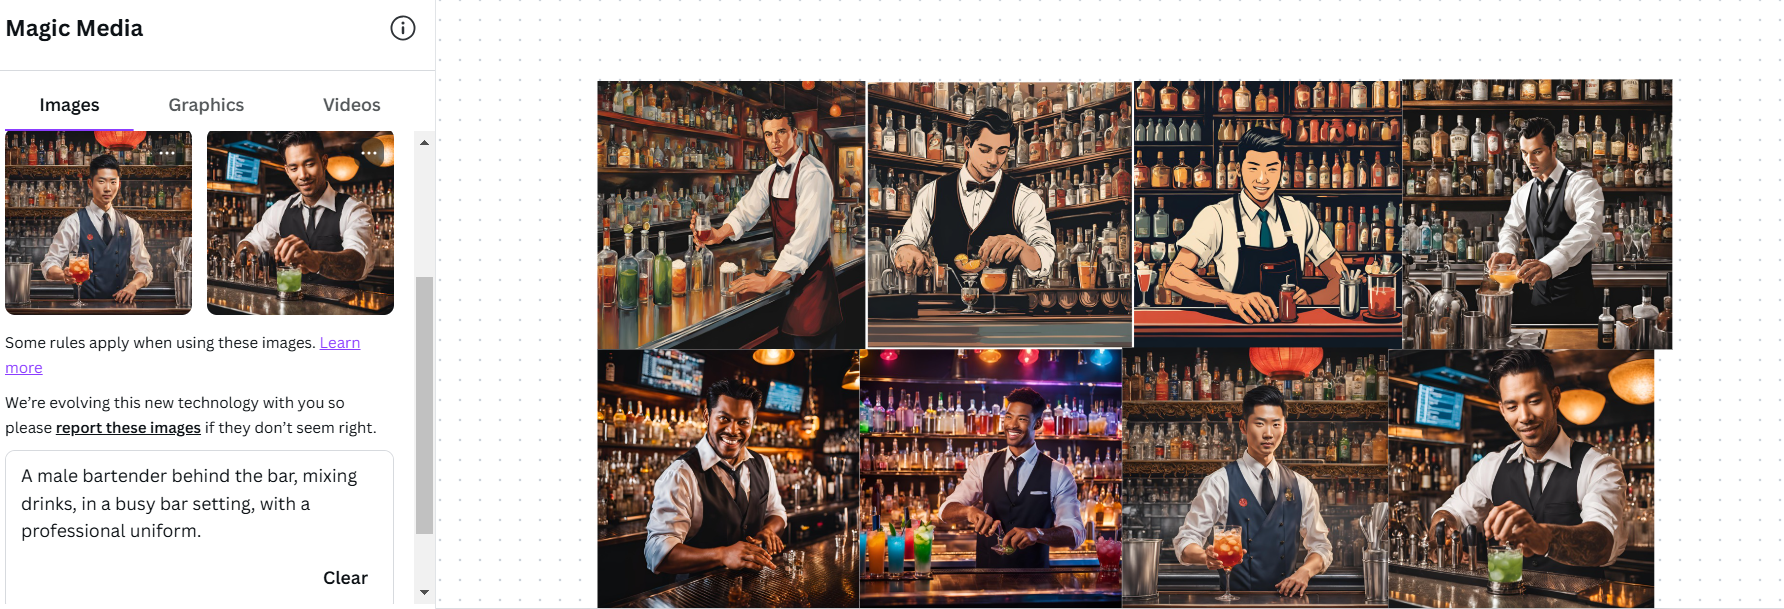 Magic Media
Images
Graphics
Videos
Some rules apply when using these images. Learn
more
We’re evolving this new technology with you so
please report these images if they don’t seem right.
A male bartender behind the bar, mixing
drinks, in a busy bar setting, with a
professional uniform.
Clear